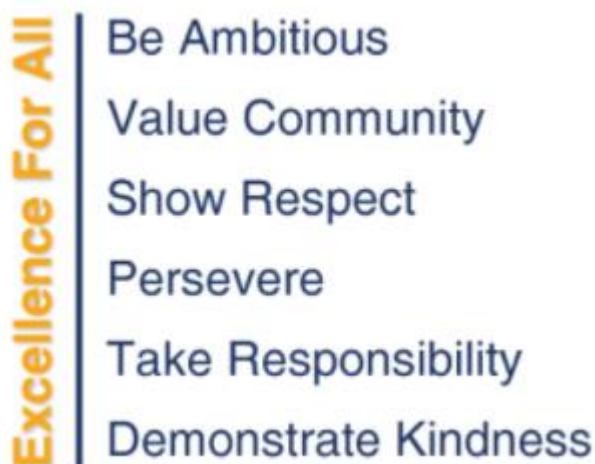 Excellence For All
Be Ambitious
Value Community
Show Respect
Persevere
Take Responsibility
Demonstrate Kindness